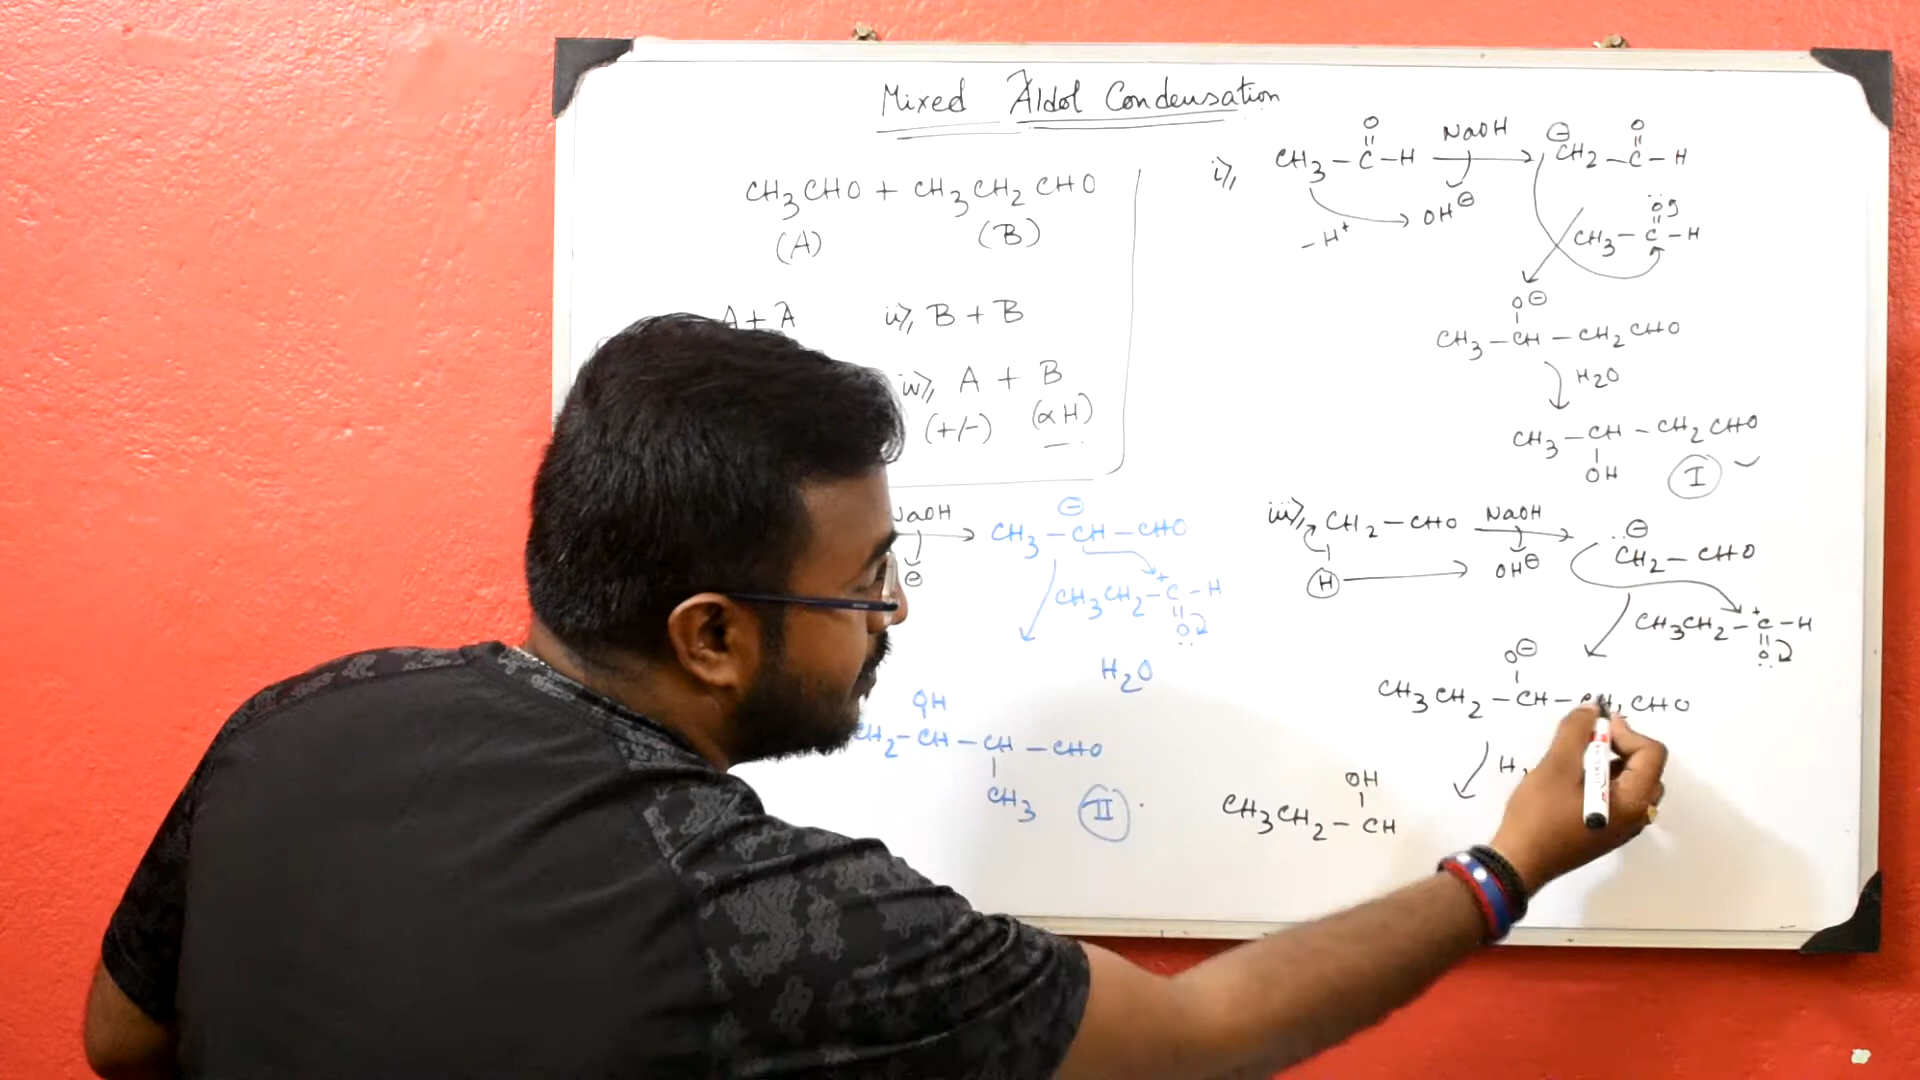 Mixed Aldol Condensation
CH3CHO + CH3CH2CHO
(A) (B)
A+A ii>, B + B
iv>, A + B
(+/-) (αH)
i>, CH3 – C – H NaOH ⊖CH2 – C – H
O O
– H+ OH⊖
CH3 – C – H
O
O⊖
CH3 – CH – CH2CHO
H2O
CH3 – CH – CH2CHO
OH I ✓
NaOH CH3 – CH – CHO
⊖ ⊖
CH3CH2 – C+ – H
O
H2O
OH
CH2 – CH – CH – CHO
CH3 II
iii>, CH2 – CHO NaOH ⊖CH2 – CHO
H OH⊖
CH3CH2 – C+ – H
O
O⊖
CH3CH2 – CH – CH2CHO
H2
OH
CH3CH2 – CH